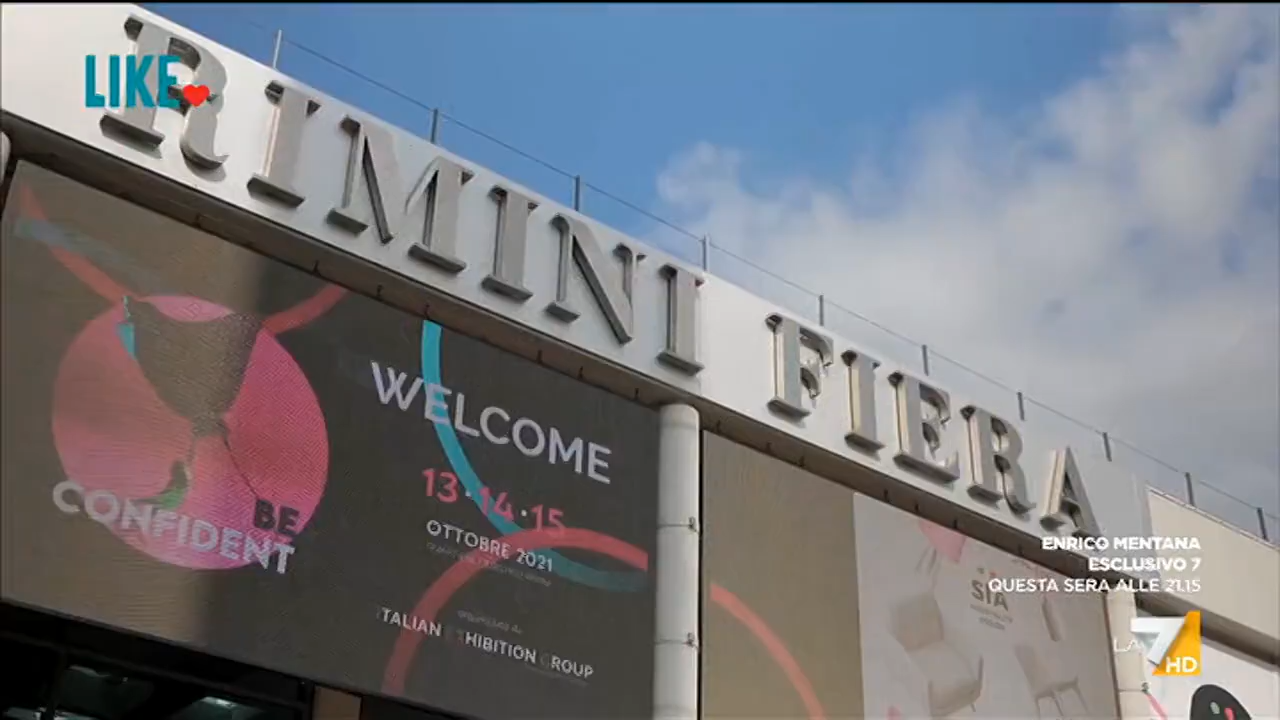 LIKE
RIMINI FIERA
WELCOME
13·14·15
OTTOBRE 2021
ITALIAN EXHIBITION GROUP
BE
CONFIDENT
SIA
ENRICO MENTANA
ESCLUSIVO 7
QUESTA SERA ALLE 21.15
LA7 HD